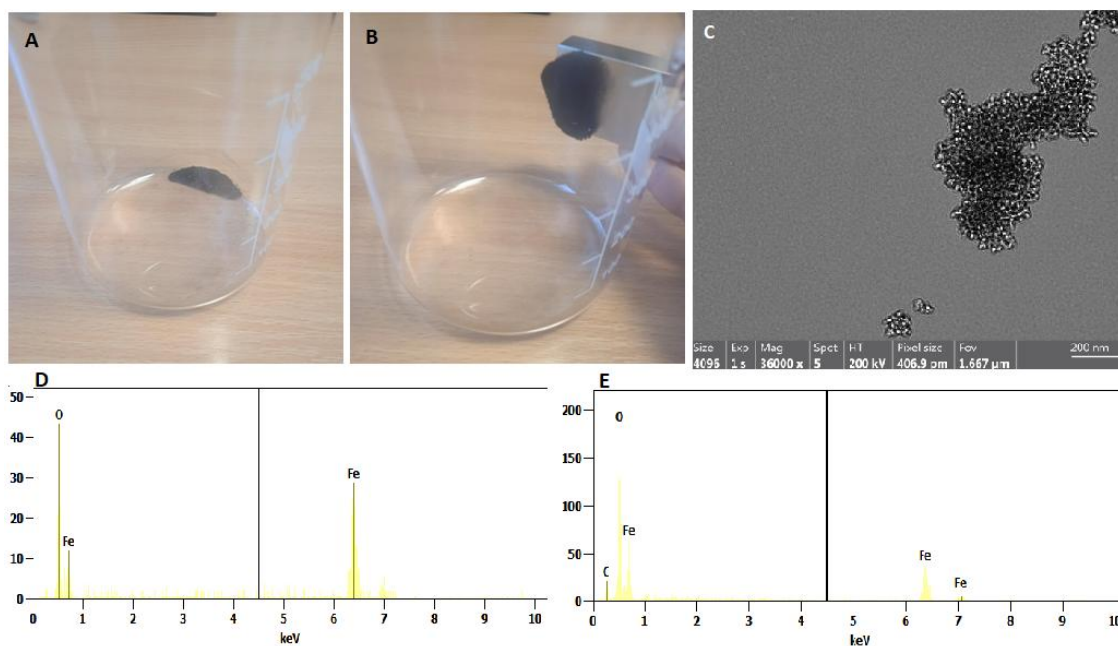 A
B
C
Size Exp Mag Spot HT Pixel size Fov 200 nm
4096 1 s 36000 x 5 200 kV 406.9 pm 1.667 µm
D
50
40
30
20
10
0
O
Fe
Fe
0 1 2 3 4 5 6 7 8 9 10
keV
E
200
150
100
50
0
O
Fe
C
Fe
Fe
0 1 2 3 4 5 6 7 8 9 10
keV